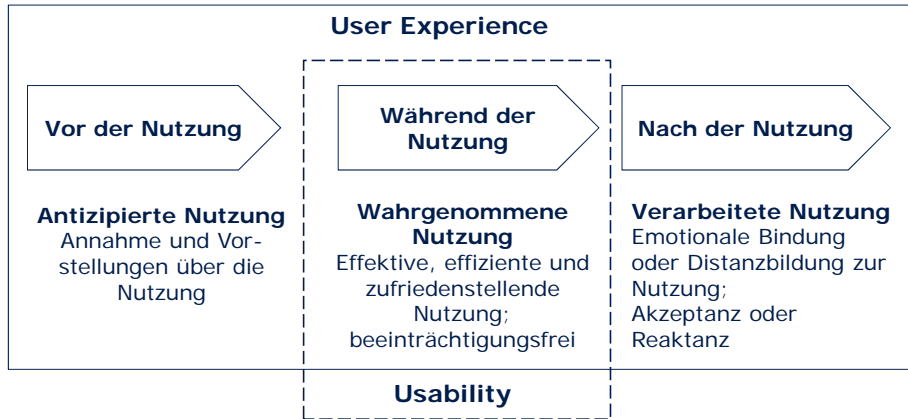 User Experience
Vor der Nutzung
Während der
Nutzung
Nach der Nutzung
Antizipierte Nutzung
Annahme und Vor-
stellungen über die
Nutzung
Wahrgenommene
Nutzung
Effektive, effiziente und
zufriedenstellende
Nutzung;
beeinträchtigungsfrei
Verarbeitete Nutzung
Emotionale Bindung
oder Distanzbildung zur
Nutzung;
Akzeptanz oder
Reaktanz
Usability